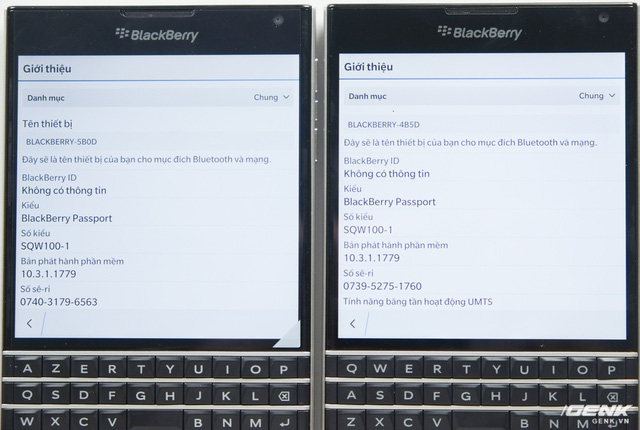 BlackBerry
Giới thiệu
Danh mục Chung
Tên thiết bị
BLACKBERRY-5B0D
Đây sẽ là tên thiết bị của bạn cho mục đích Bluetooth và mạng.
BlackBerry ID
Không có thông tin
Kiểu
BlackBerry Passport
Số kiểu
SQW100-1
Bản phát hành phần mềm
10.3.1.1779
Số sê-ri
0740-3179-6563
A Z E R T Y U I O P
Q S D F G H J K L
W X C V B N M
BlackBerry
Giới thiệu
Danh mục Chung
BLACKBERRY-4B5D
Đây sẽ là tên thiết bị của bạn cho mục đích Bluetooth và mạng.
BlackBerry ID
Không có thông tin
Kiểu
BlackBerry Passport
Số kiểu
SQW100-1
Bản phát hành phần mềm
10.3.1.1779
Số sê-ri
0739-5275-1760
Tính năng băng tần hoạt động UMTS
Q W E R T Y U I O P
A S D F G H J K L
Z X C V B N M
GENK
GENK.VN